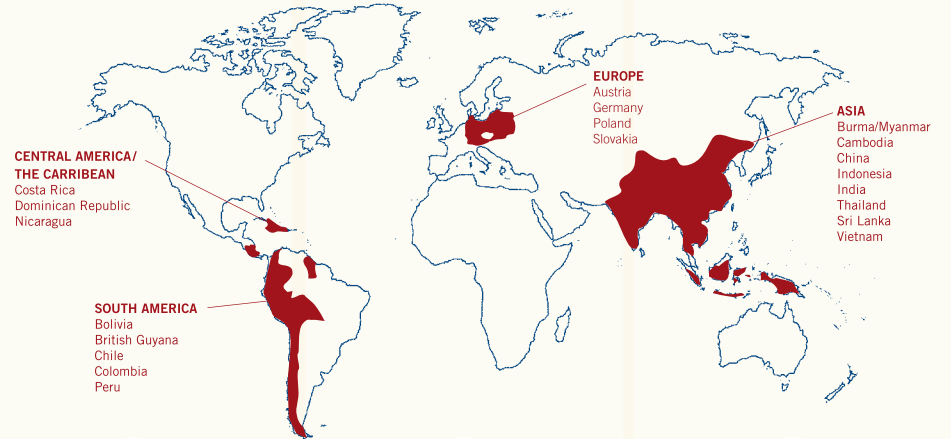 CENTRAL AMERICA/
THE CARRIBEAN
Costa Rica
Dominican Republic
Nicaragua
SOUTH AMERICA
Bolivia
British Guyana
Chile
Colombia
Peru
EUROPE
Austria
Germany
Poland
Slovakia
ASIA
Burma/Myanmar
Cambodia
China
Indonesia
India
Thailand
Sri Lanka
Vietnam